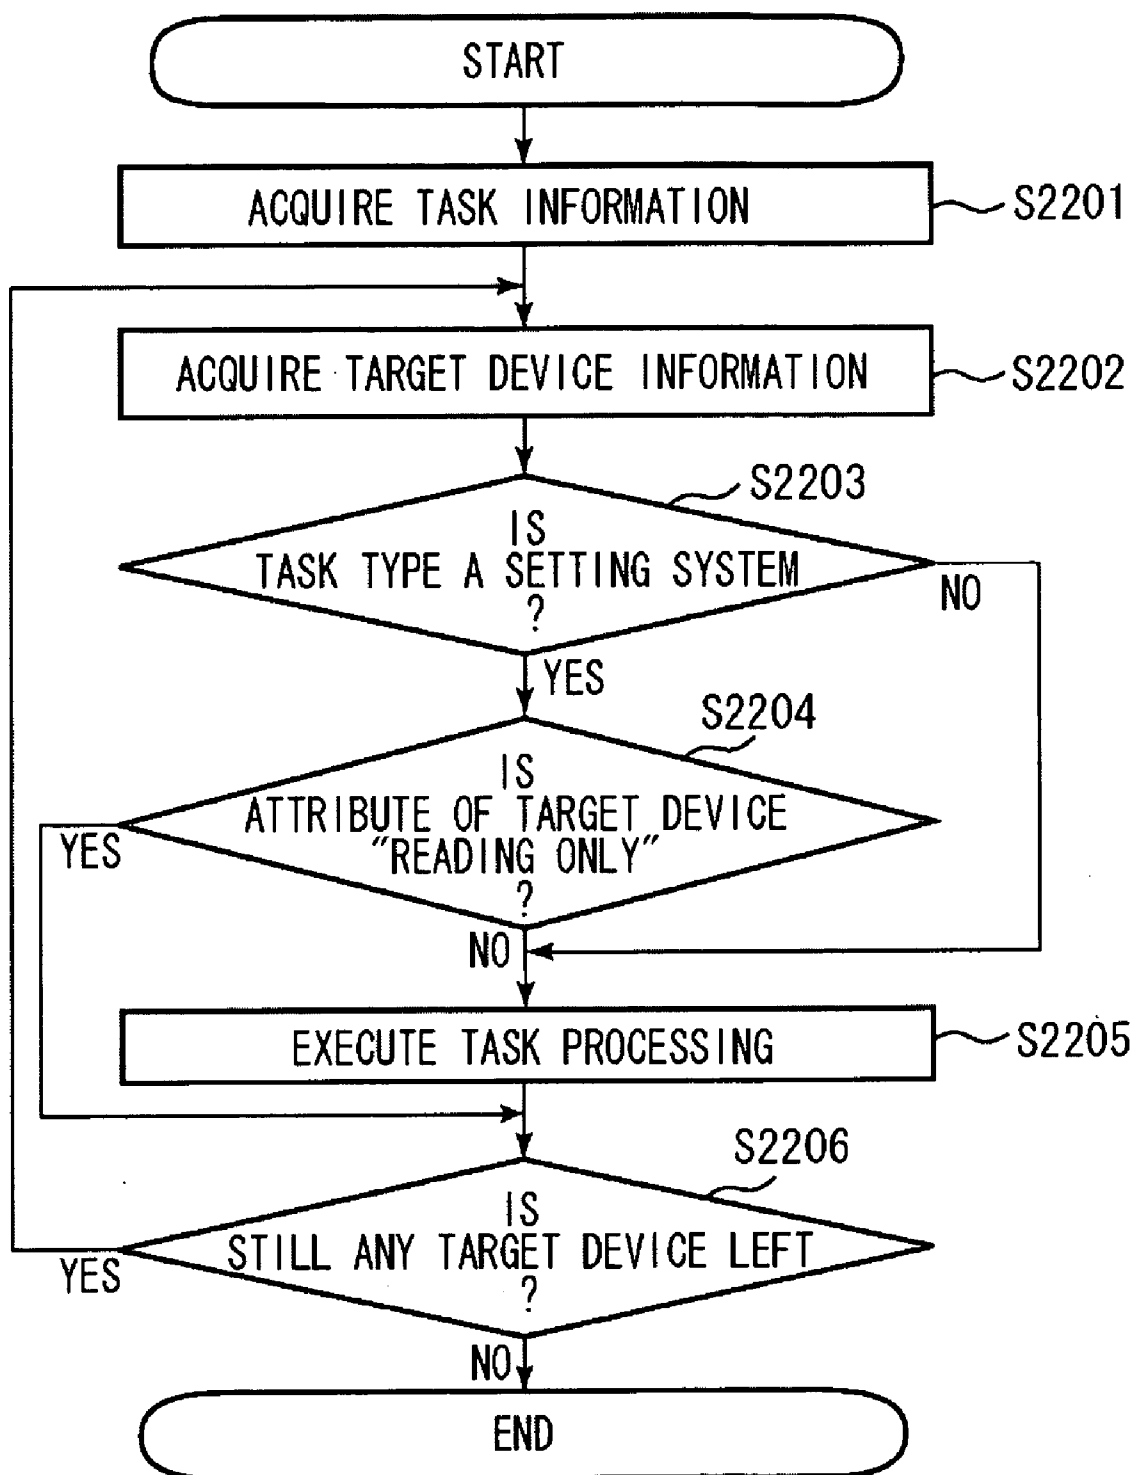 START
ACQUIRE TASK INFORMATION
S2201
ACQUIRE TARGET DEVICE INFORMATION
S2202
S2203
IS
TASK TYPE A SETTING SYSTEM
?
NO
YES
S2204
IS
ATTRIBUTE OF TARGET DEVICE
"READING ONLY"
?
YES
NO
EXECUTE TASK PROCESSING
S2205
S2206
IS
STILL ANY TARGET DEVICE LEFT
?
YES
NO
END